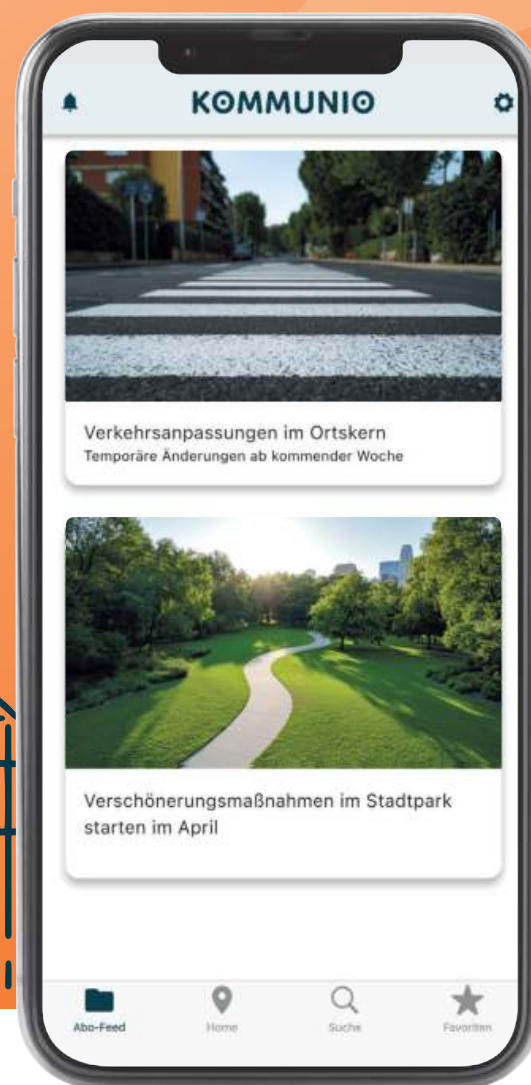 KOMMUNIO
Verkehrsanpassungen im Ortskern
Temporäre Änderungen ab kommender Woche
Verschönerungsmaßnahmen im Stadtpark
starten im April
Abo-Feed Home Suche Favoriten